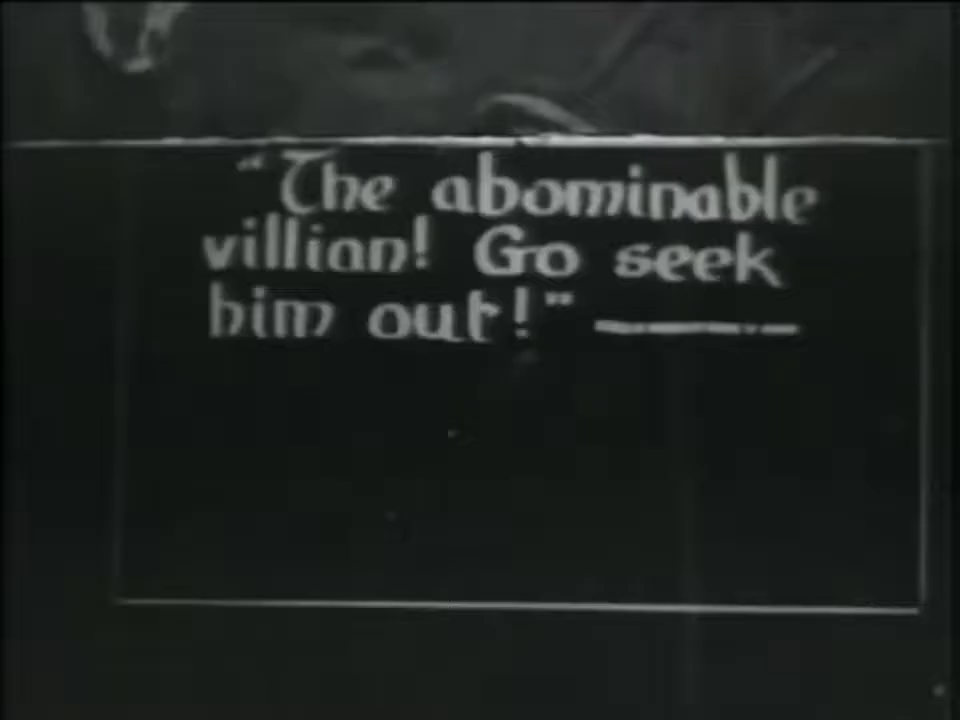 "The abominable
villian! Go seek
him out!" ———